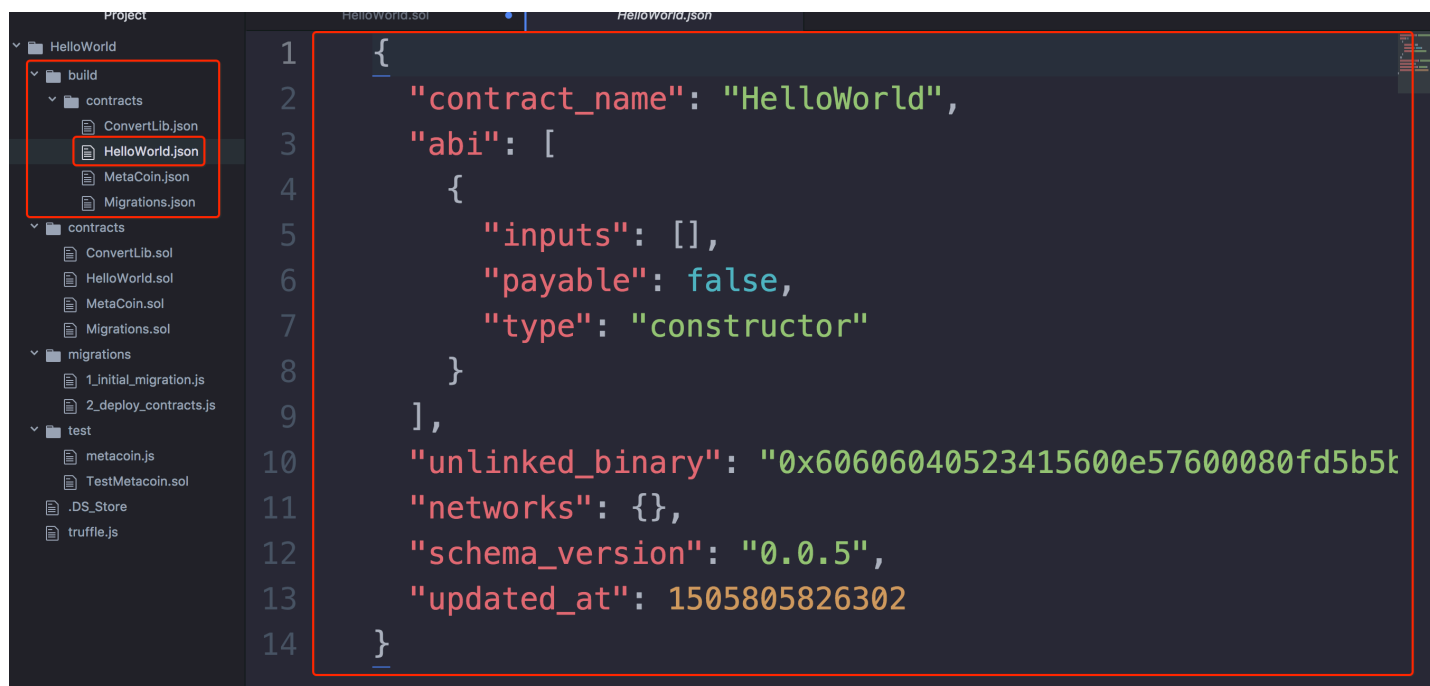 Project
HelloWorld
build
contracts
ConvertLib.json
HelloWorld.json
MetaCoin.json
Migrations.json
contracts
ConvertLib.sol
HelloWorld.sol
MetaCoin.sol
Migrations.sol
migrations
1_initial_migration.js
2_deploy_contracts.js
test
metacoin.js
TestMetacoin.sol
.DS_Store
truffle.js
HelloWorld.sol HelloWorld.json
1 {
2 "contract_name": "HelloWorld",
3 "abi": [
4 {
5 "inputs": [],
6 "payable": false,
7 "type": "constructor"
8 }
9 ],
10 "unlinked_binary": "0x60606040523415600e57600080fd5b5b
11 "networks": {},
12 "schema_version": "0.0.5",
13 "updated_at": 1505805826302
14 }